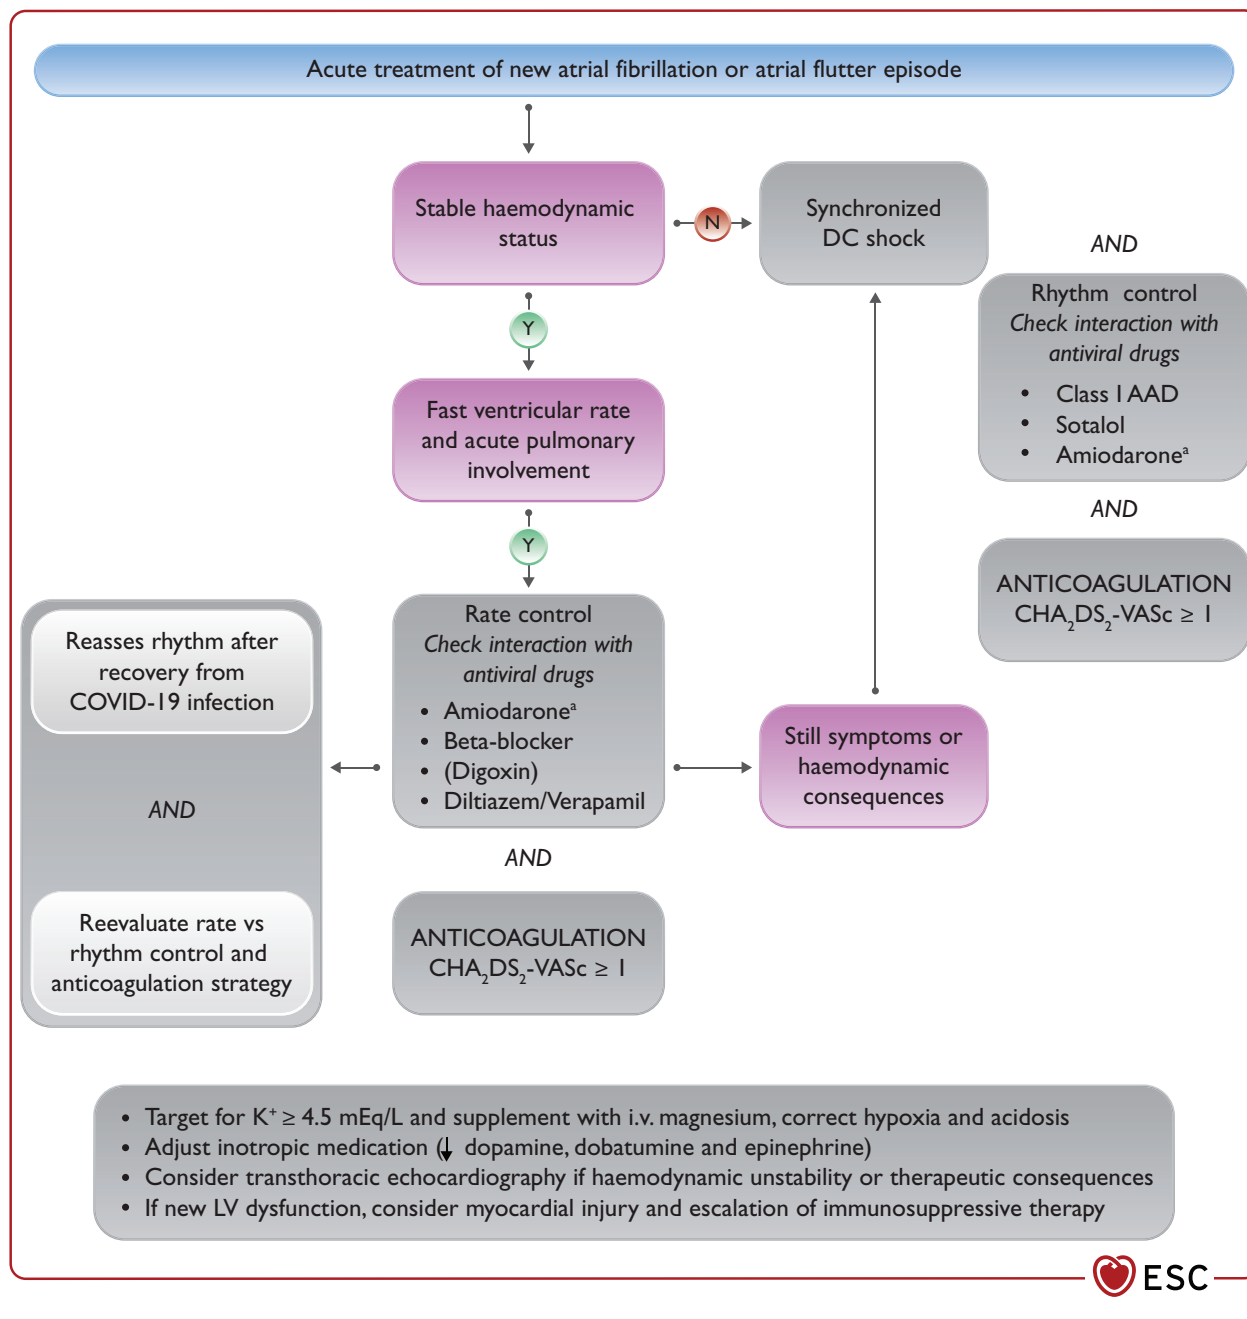 Acute treatment of new atrial fibrillation or atrial flutter episode
Stable haemodynamic
status
N
Synchronized
DC shock
AND
Rhythm control
Check interaction with
antiviral drugs
• Class I AAD
• Sotalol
• Amiodaroneᵃ
AND
ANTICOAGULATION
CHA₂DS₂-VASc ≥ 1
Y
Fast ventricular rate
and acute pulmonary
involvement
Y
Rate control
Check interaction with
antiviral drugs
• Amiodaroneᵃ
• Beta-blocker
• (Digoxin)
• Diltiazem/Verapamil
AND
ANTICOAGULATION
CHA₂DS₂-VASc ≥ 1
Still symptoms or
haemodynamic
consequences
Reasses rhythm after
recovery from
COVID-19 infection
AND
Reevaluate rate vs
rhythm control and
anticoagulation strategy
• Target for K⁺ ≥ 4.5 mEq/L and supplement with i.v. magnesium, correct hypoxia and acidosis
• Adjust inotropic medication (↓ dopamine, dobatumine and epinephrine)
• Consider transthoracic echocardiography if haemodynamic unstability or therapeutic consequences
• If new LV dysfunction, consider myocardial injury and escalation of immunosuppressive therapy
ESC